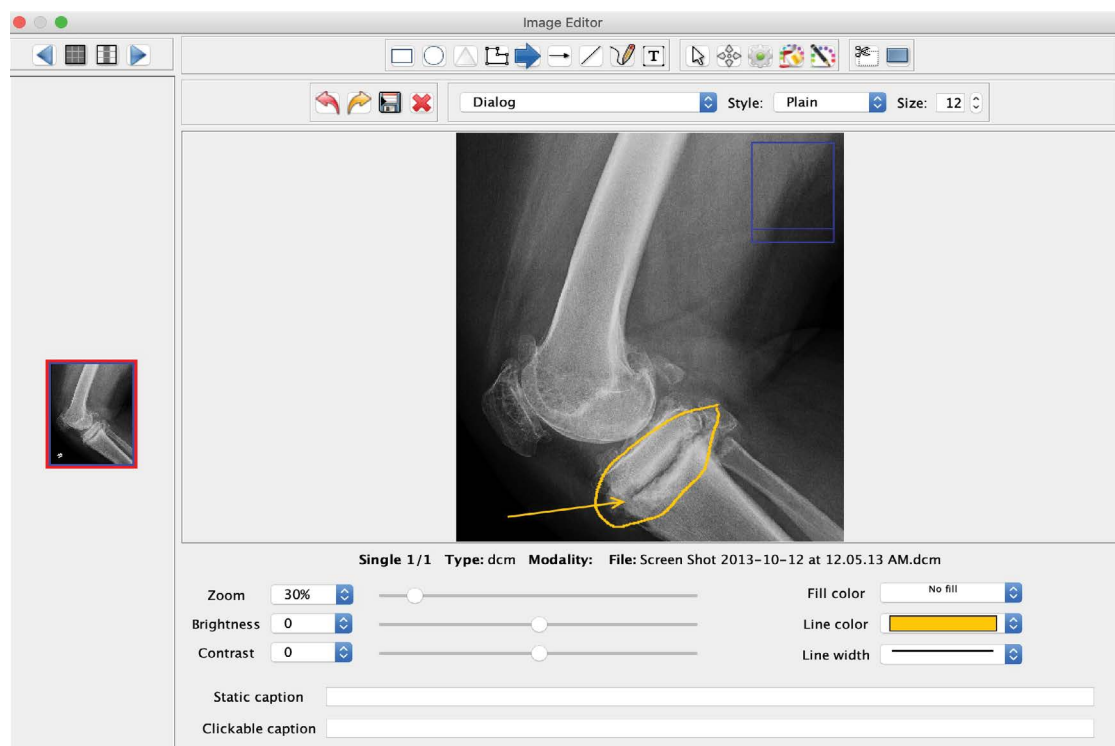 Image Editor
T
Dialog
Style: Plain
Size: 12
Single 1/1 Type: dcm Modality: File: Screen Shot 2013-10-12 at 12.05.13 AM.dcm
Zoom 30%
Fill color No fill
Brightness 0
Line color
Contrast 0
Line width
Static caption
Clickable caption